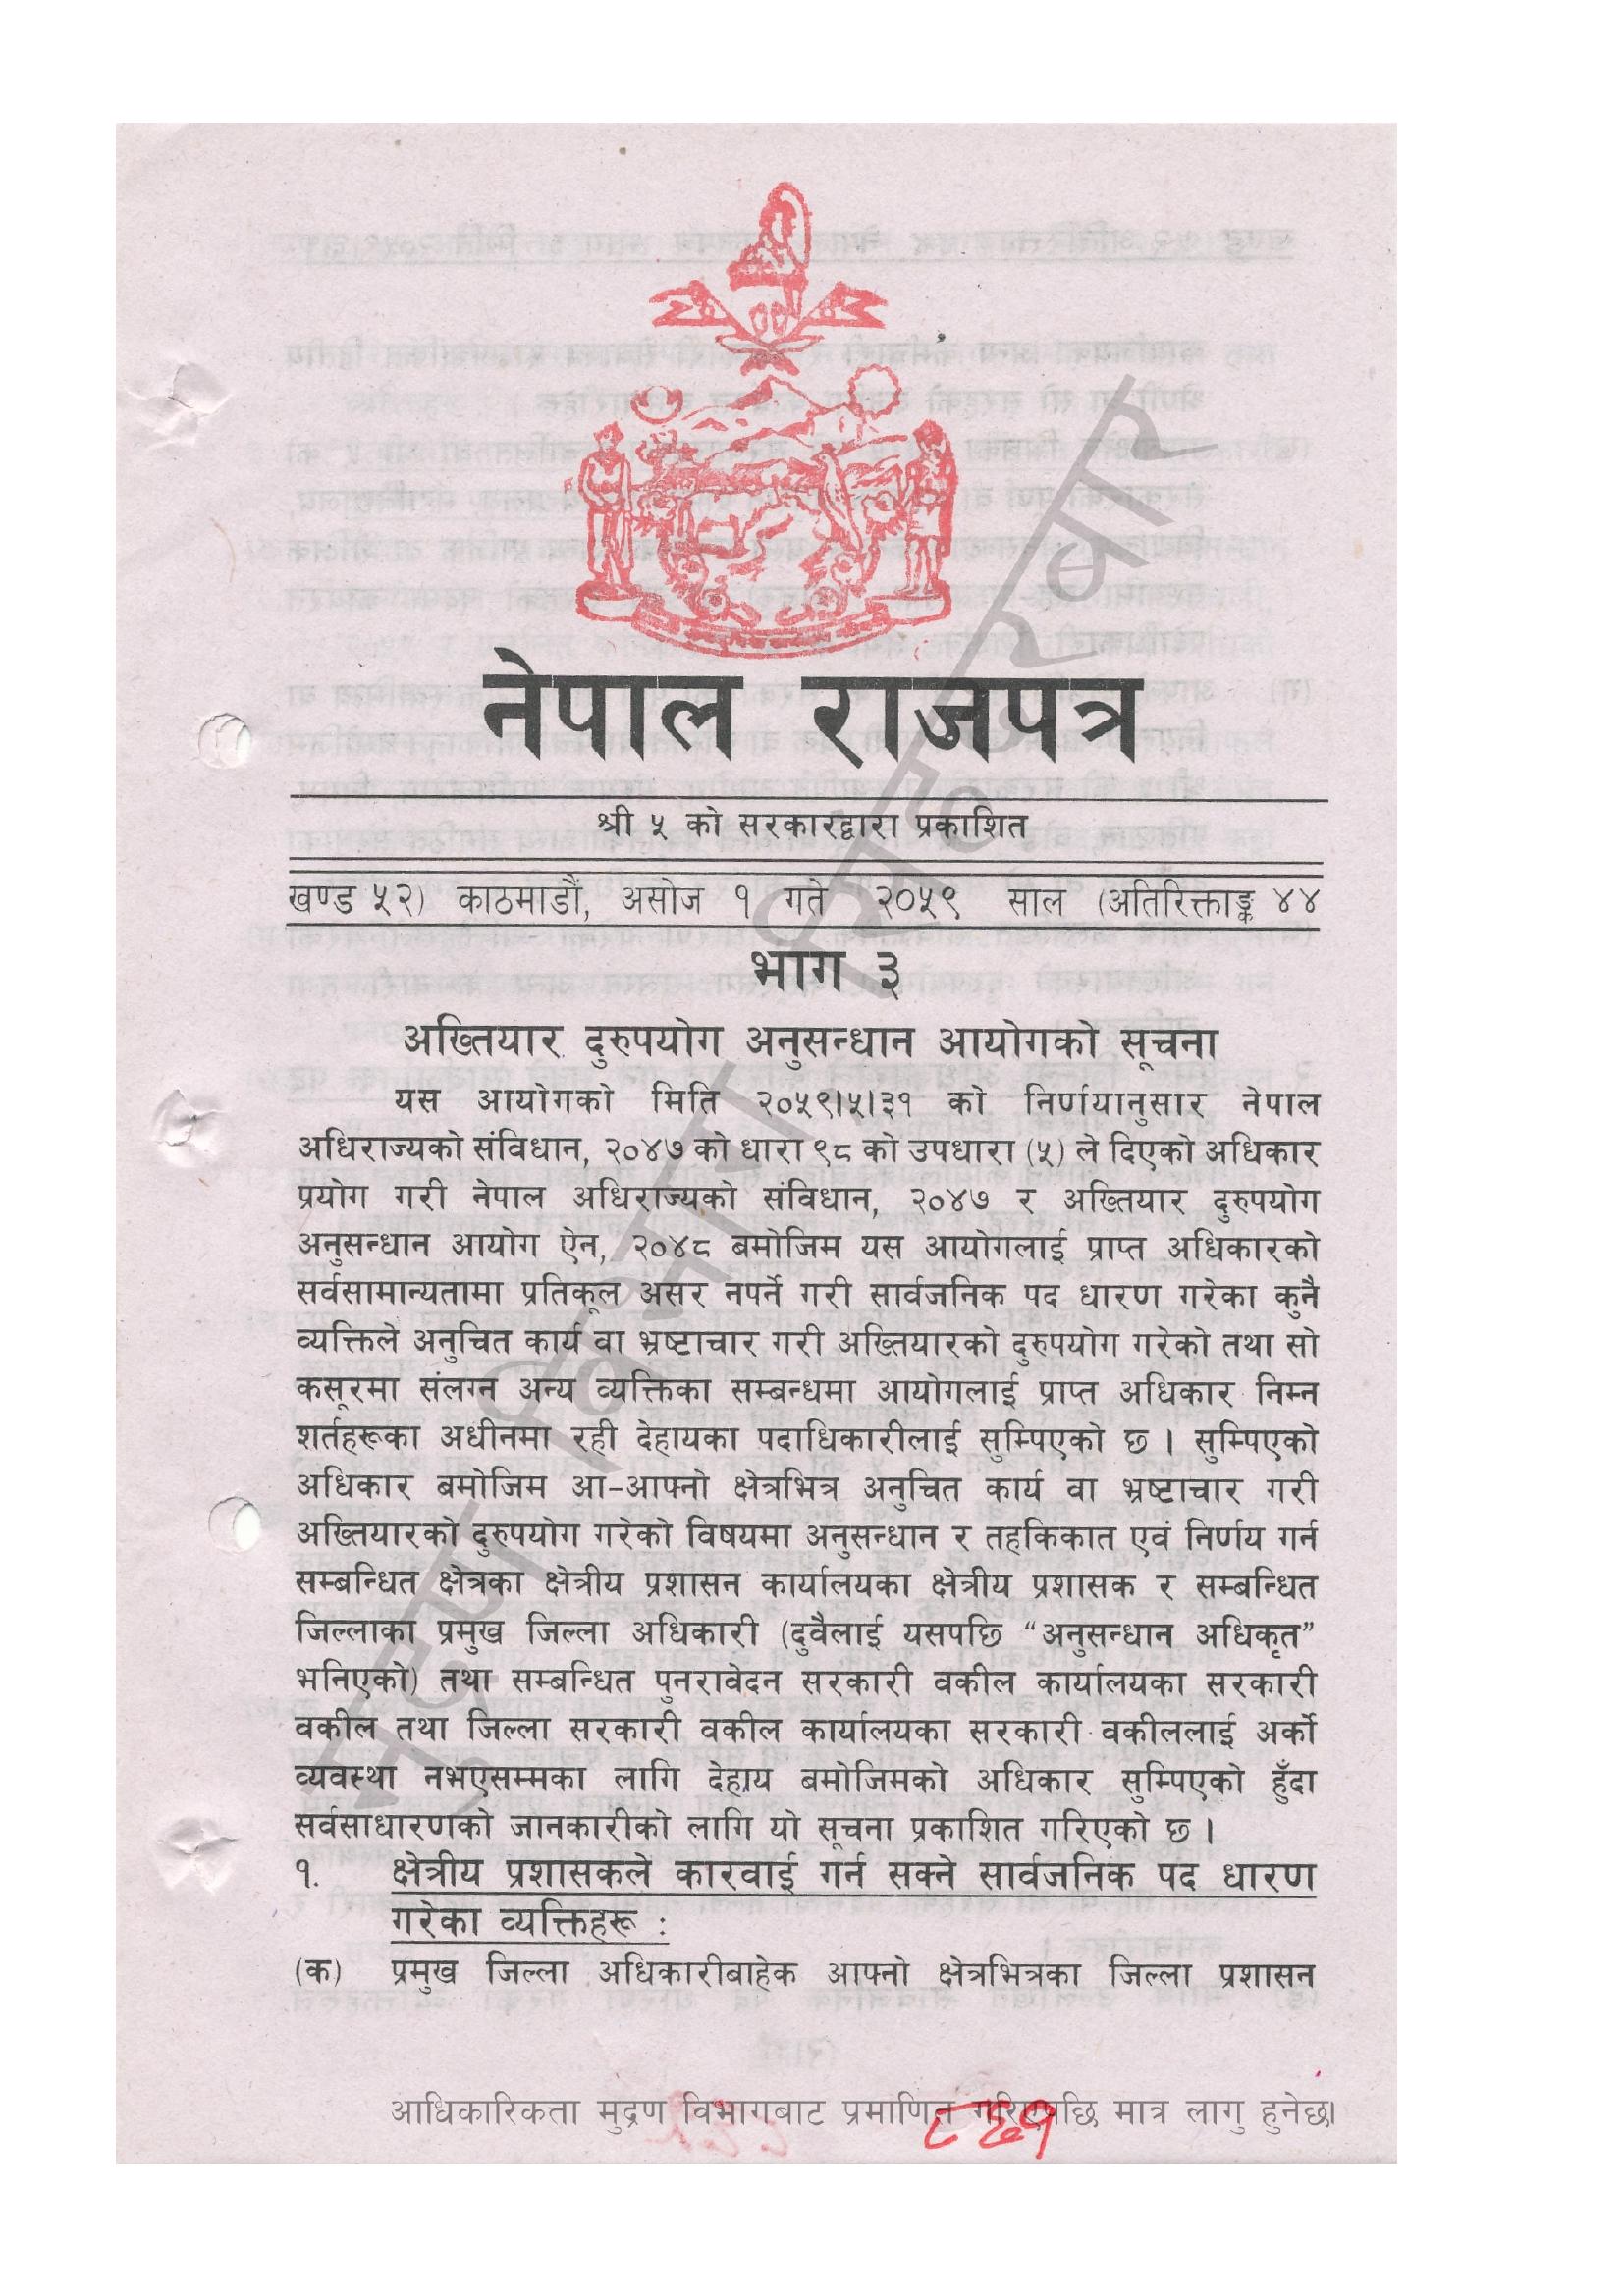 नेपाल राजपत्र
श्री ५ को सरकारद्वारा प्रकाशित
खण्ड ५२) काठमाडौं, असोज १ गते २०५९ साल (अतिरिक्ताङ्क ४४
भाग ३
अख्तियार दुरुपयोग अनुसन्धान आयोगको सूचना
यस आयोगको मिति २०५९।५।३१ को निर्णयानुसार नेपाल
अधिराज्यको संविधान, २०४७ को धारा ९८ को उपधारा (५) ले दिएको अधिकार
प्रयोग गरी नेपाल अधिराज्यको संविधान, २०४७ र अख्तियार दुरुपयोग
अनुसन्धान आयोग ऐन, २०४८ बमोजिम यस आयोगलाई प्राप्त अधिकारको
सर्वसामान्यतामा प्रतिकूल असर नपर्ने गरी सार्वजनिक पद धारण गरेका कुनै
व्यक्तिले अनुचित कार्य वा भ्रष्टाचार गरी अख्तियारको दुरुपयोग गरेको तथा सो
कसूरमा संलग्न अन्य व्यक्तिका सम्बन्धमा आयोगलाई प्राप्त अधिकार निम्न
शर्तहरूका अधीनमा रही देहायका पदाधिकारीलाई सुम्पिएको छ । सुम्पिएको
अधिकार बमोजिम आ-आफ्नो क्षेत्रभित्र अनुचित कार्य वा भ्रष्टाचार गरी
अख्तियारको दुरुपयोग गरेको विषयमा अनुसन्धान र तहकिकात एवं निर्णय गर्न
सम्बन्धित क्षेत्रका क्षेत्रीय प्रशासन कार्यालयका क्षेत्रीय प्रशासक र सम्बन्धित
जिल्लाका प्रमुख जिल्ला अधिकारी (दुवैलाई यसपछि “अनुसन्धान अधिकृत”
भनिएको) तथा सम्बन्धित पुनरावेदन सरकारी वकील कार्यालयका सरकारी
वकील तथा जिल्ला सरकारी वकील कार्यालयका सरकारी वकीललाई अर्को
व्यवस्था नभएसम्मका लागि देहाय बमोजिमको अधिकार सुम्पिएको हुँदा
सर्वसाधारणको जानकारीको लागि यो सूचना प्रकाशित गरिएको छ ।
१. क्षेत्रीय प्रशासकले कारवाई गर्न सक्ने सार्वजनिक पद धारण
गरेका व्यक्तिहरू :
(क) प्रमुख जिल्ला अधिकारीबाहेक आफ्नो क्षेत्रभित्रका जिल्ला प्रशासन
आधिकारिकता मुद्रण विभागबाट प्रमाणित गरिएपछि मात्र लागु हुनेछ।
८६१
मुद्रण विभाग, सिंहदरबार